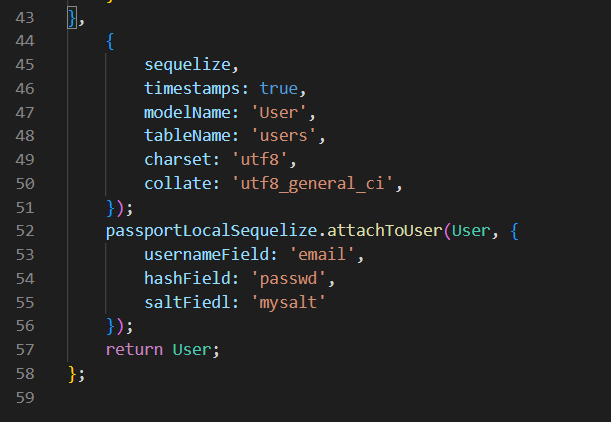 43 },
44 {
45 sequelize,
46 timestamps: true,
47 modelName: 'User',
48 tableName: 'users',
49 charset: 'utf8',
50 collate: 'utf8_general_ci',
51 });
52 passportLocalSequelize.attachToUser(User, {
53 usernameField: 'email',
54 hashField: 'passwd',
55 saltFiedl: 'mysalt'
56 });
57 return User;
58 };
59